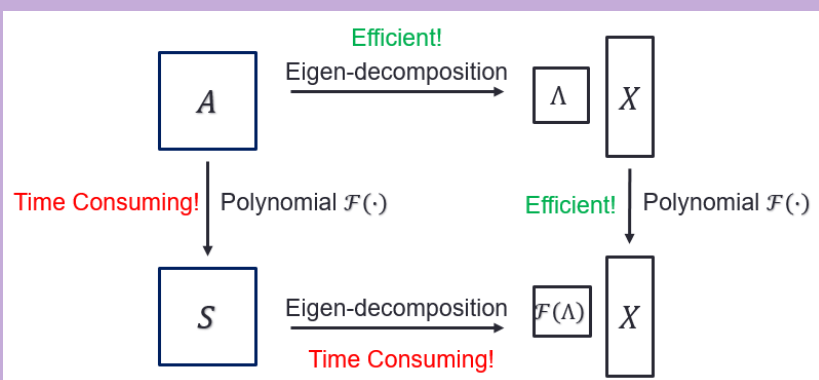 Efficient!
Eigen-decomposition
A
Λ
X
Time Consuming!
Polynomial ℱ(·)
Efficient!
Polynomial ℱ(·)
S
Eigen-decomposition
Time Consuming!
ℱ(Λ)
X